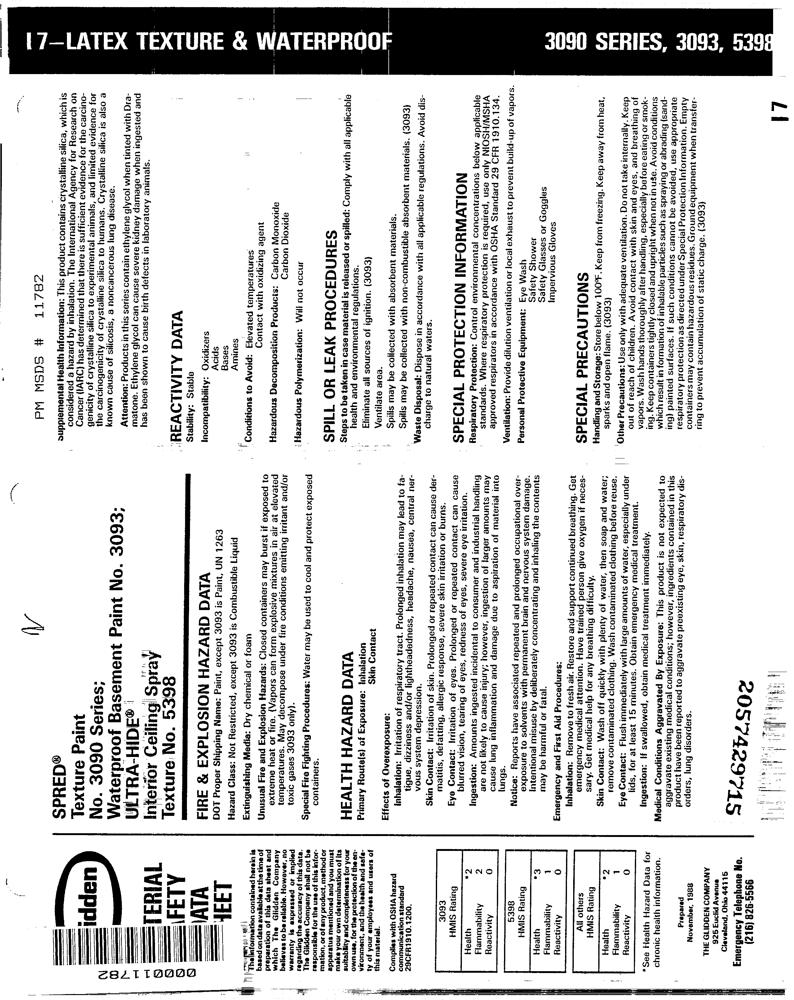 17–LATEX TEXTURE & WATERPROOF
3090 SERIES, 3093, 5398
17
PM MSDS # 11782
000011782
idden
TERIAL
FETY
ATA
HEET
The information contained herein is
based on data available at the time of
preparation of this data sheet and
which The Glidden Company
believes to be reliable. However, no
warranty is expressed or implied
regarding the accuracy of this data.
The Glidden Company shall not be
responsible for the use of this infor-
mation, or of any product, method or
apparatus mentioned and you must
make your own determination of its
suitability and completeness for your
own use, for the protection of the en-
vironment, and the health and safe-
ty of your employees and users of
this material.
Complies with OSHA hazard
communication standard
29CFR1910.1200.
3093
HMIS Rating
Health *2
Flammability 2
Reactivity 0
5398
HMIS Rating
Health *3
Flammability 1
Reactivity 0
All others
HMIS Rating
Health *2
Flammability 1
Reactivity 0
*See Health Hazard Data for
chronic health information.
Prepared
November, 1988
THE GLIDDEN COMPANY
925 Euclid Avenue
Cleveland, Ohio 44115
Emergency Telephone No.
(216) 826-5566
SPRED®
Texture Paint
No. 3090 Series;
Waterproof Basement Paint No. 3093;
ULTRA-HIDE®
Interior Ceiling Spray
Texture No. 5398
FIRE & EXPLOSION HAZARD DATA
DOT Proper Shipping Name: Paint, except 3093 is Paint, UN 1263
Hazard Class: Not Restricted, except 3093 is Combustible Liquid
Extinguishing Media: Dry chemical or foam
Unusual Fire and Explosion Hazards: Closed containers may burst if exposed to
extreme heat or fire. (Vapors can form explosive mixtures in air at elevated
temperatures. May decompose under fire conditions emitting irritant and/or
toxic gases 3093 only).
Special Fire Fighting Procedures: Water may be used to cool and protect exposed
containers.
HEALTH HAZARD DATA
Primary Route(s) of Exposure: Inhalation
Skin Contact
Effects of Overexposure:
Inhalation: Irritation of respiratory tract. Prolonged inhalation may lead to fa-
tigue, dizziness and/or lightheadedness, headache, nausea, central ner-
vous system depression.
Skin Contact: Irritation of skin. Prolonged or repeated contact can cause der-
matitis, defatting, allergic response, severe skin irritation or burns.
Eye Contact: Irritation of eyes. Prolonged or repeated contact can cause
blurred vision, tearing of eyes, redness of eyes, severe eye irritation.
Ingestion: Amounts ingested incidental to consumer and industrial handling
are not likely to cause injury; however, ingestion of larger amounts may
cause lung inflammation and damage due to aspiration of material into
lungs.
Notice: Reports have associated repeated and prolonged occupational over-
exposure to solvents with permanent brain and nervous system damage.
Intentional misuse by deliberately concentrating and inhaling the contents
may be harmful or fatal.
Emergency and First Aid Procedures:
Inhalation: Remove to fresh air. Restore and support continued breathing. Get
emergency medical attention. Have trained person give oxygen if neces-
sary. Get medical help for any breathing difficulty.
Skin Contact: Wash off quickly with plenty of water, then soap and water;
remove contaminated clothing. Wash contaminated clothing before reuse.
Eye Contact: Flush immediately with large amounts of water, especially under
lids, for at least 15 minutes. Obtain emergency medical treatment.
Ingestion: If swallowed, obtain medical treatment immediately.
Medical Conditions Aggravated By Exposure: This product is not expected to
aggravate existing medical conditions; however, ingredients contained in this
product have been reported to aggravate preexisting eye, skin, respiratory dis-
orders, lung disorders.
2057429715
Supplemental Health Information: This product contains crystalline silica, which is
considered a hazard by inhalation. The International Agency for Research on
Cancer (IARC) has determined that there is sufficient evidence for the carcino-
genicity of crystalline silica to experimental animals, and limited evidence for
the carcinogenicity of crystalline silica to humans. Crystalline silica is also a
known cause of silicosis, a noncancerous lung disease.
Attention: Products in this series contain ethylene glycol when tinted with Dra-
matone. Ethylene glycol can cause severe kidney damage when ingested and
has been shown to cause birth defects in laboratory animals.
REACTIVITY DATA
Stability: Stable
Incompatibility: Oxidizers
Acids
Bases
Amines
Conditions to Avoid: Elevated temperatures
Contact with oxidizing agent
Hazardous Decomposition Products: Carbon Monoxide
Carbon Dioxide
Hazardous Polymerization: Will not occur
SPILL OR LEAK PROCEDURES
Steps to be taken in case material is released or spilled: Comply with all applicable
health and environmental regulations.
Eliminate all sources of ignition. (3093)
Ventilate area.
Spills may be collected with absorbent materials.
Spills may be collected with non-combustible absorbent materials. (3093)
Waste Disposal: Dispose in accordance with all applicable regulations. Avoid dis-
charge to natural waters.
SPECIAL PROTECTION INFORMATION
Respiratory Protection: Control environmental concentrations below applicable
standards. Where respiratory protection is required, use only NIOSH/MSHA
approved respirators in accordance with OSHA Standard 29 CFR 1910.134.
Ventilation: Provide dilution ventilation or local exhaust to prevent build-up of vapors.
Personal Protective Equipment: Eye Wash
Safety Shower
Safety Glasses or Goggles
Impervious Gloves
SPECIAL PRECAUTIONS
Handling and Storage: Store below 100°F. Keep from freezing. Keep away from heat,
sparks and open flame. (3093)
Other Precautions: Use only with adequate ventilation. Do not take internally. Keep
out of reach of children. Avoid contact with skin and eyes, and breathing of
vapors. Wash hands thoroughly after handling, especially before eating or smok-
ing. Keep containers tightly closed and upright when not in use. Avoid conditions
which result in formation of inhalable particles such as spraying or abrading (sand-
ing) painted surfaces. If such conditions cannot be avoided, use appropriate
respiratory protection as directed under Special Protection Information. Empty
containers may contain hazardous residues. Ground equipment when transfer-
ring to prevent accumulation of static charge. (3093)